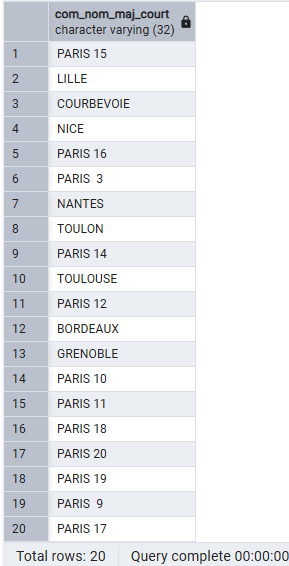 com_nom_maj_court
character varying (32)
1 PARIS 15
2 LILLE
3 COURBEVOIE
4 NICE
5 PARIS 16
6 PARIS  3
7 NANTES
8 TOULON
9 PARIS 14
10 TOULOUSE
11 PARIS 12
12 BORDEAUX
13 GRENOBLE
14 PARIS 10
15 PARIS 11
16 PARIS 18
17 PARIS 20
18 PARIS 19
19 PARIS  9
20 PARIS 17
Total rows: 20 Query complete 00:00:00